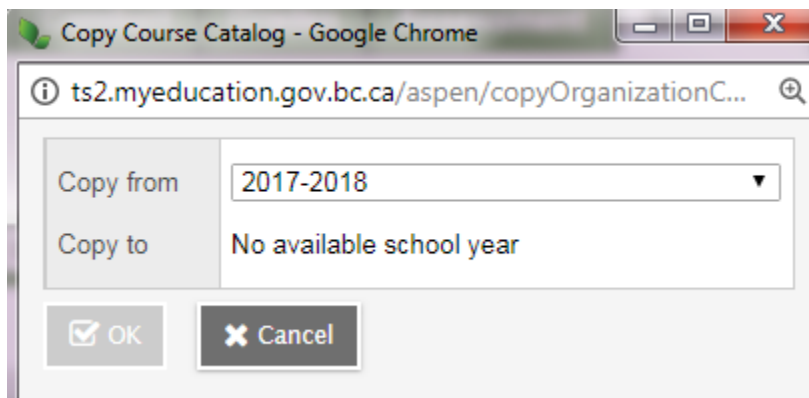 Copy Course Catalog - Google Chrome
ts2.myeducation.gov.bc.ca/aspen/copyOrganizationC...
Copy from 2017-2018
Copy to No available school year
OK Cancel